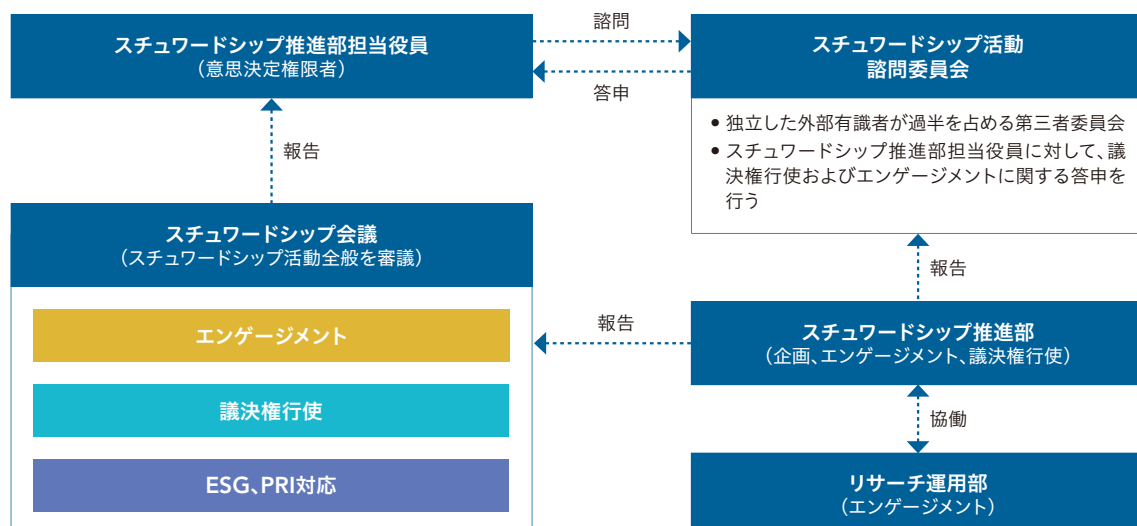 スチュワードシップ推進部担当役員
(意思決定権限者)
諮問
答申
スチュワードシップ活動
諮問委員会
• 独立した外部有識者が過半を占める第三者委員会
• スチュワードシップ推進部担当役員に対して、議
決権行使およびエンゲージメントに関する答申を
行う
報告
スチュワードシップ会議
(スチュワードシップ活動全般を審議)
エンゲージメント
議決権行使
ESG、PRI対応
報告
報告
スチュワードシップ推進部
(企画、エンゲージメント、議決権行使)
協働
リサーチ運用部
(エンゲージメント)